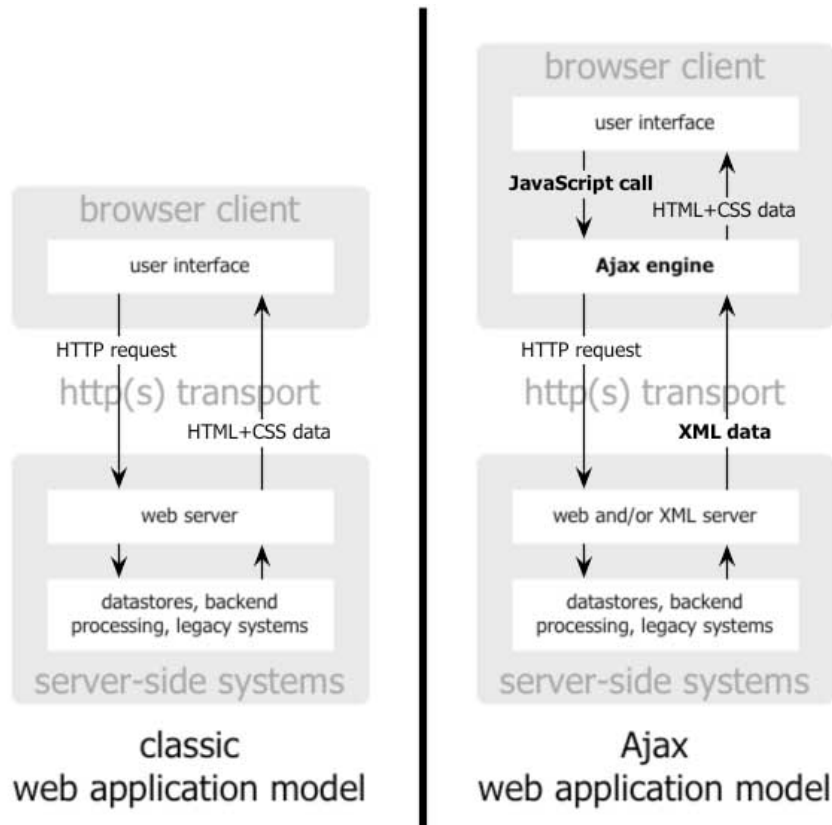 browser client
user interface
HTTP request
http(s) transport
HTML+CSS data
web server
datastores, backend
processing, legacy systems
server-side systems
classic
web application model
browser client
user interface
JavaScript call
HTML+CSS data
Ajax engine
HTTP request
http(s) transport
XML data
web and/or XML server
datastores, backend
processing, legacy systems
server-side systems
Ajax
web application model